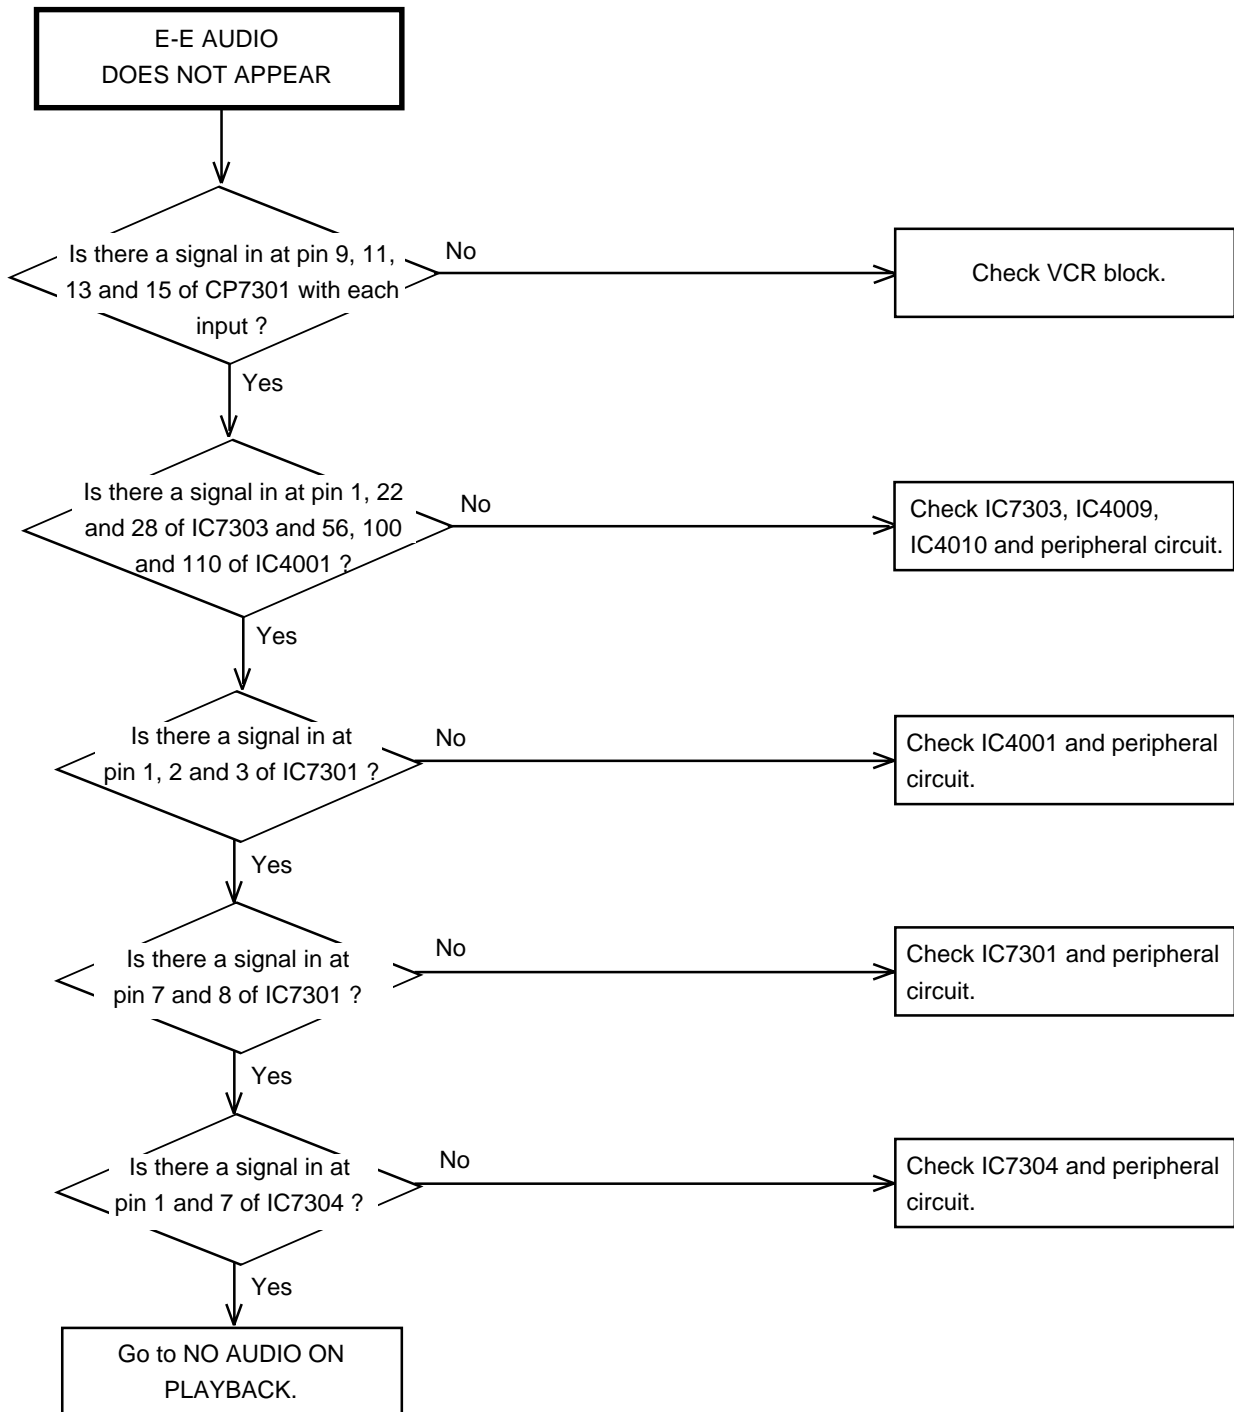 E-E AUDIO
DOES NOT APPEAR
Is there a signal in at pin 9, 11,
13 and 15 of CP7301 with each
input ?
No
Check VCR block.
Yes
Is there a signal in at pin 1, 22
and 28 of IC7303 and 56, 100
and 110 of IC4001 ?
No
Check IC7303, IC4009,
IC4010 and peripheral circuit.
Yes
Is there a signal in at
pin 1, 2 and 3 of IC7301 ?
No
Check IC4001 and peripheral
circuit.
Yes
Is there a signal in at
pin 7 and 8 of IC7301 ?
No
Check IC7301 and peripheral
circuit.
Yes
Is there a signal in at
pin 1 and 7 of IC7304 ?
No
Check IC7304 and peripheral
circuit.
Yes
Go to NO AUDIO ON
PLAYBACK.